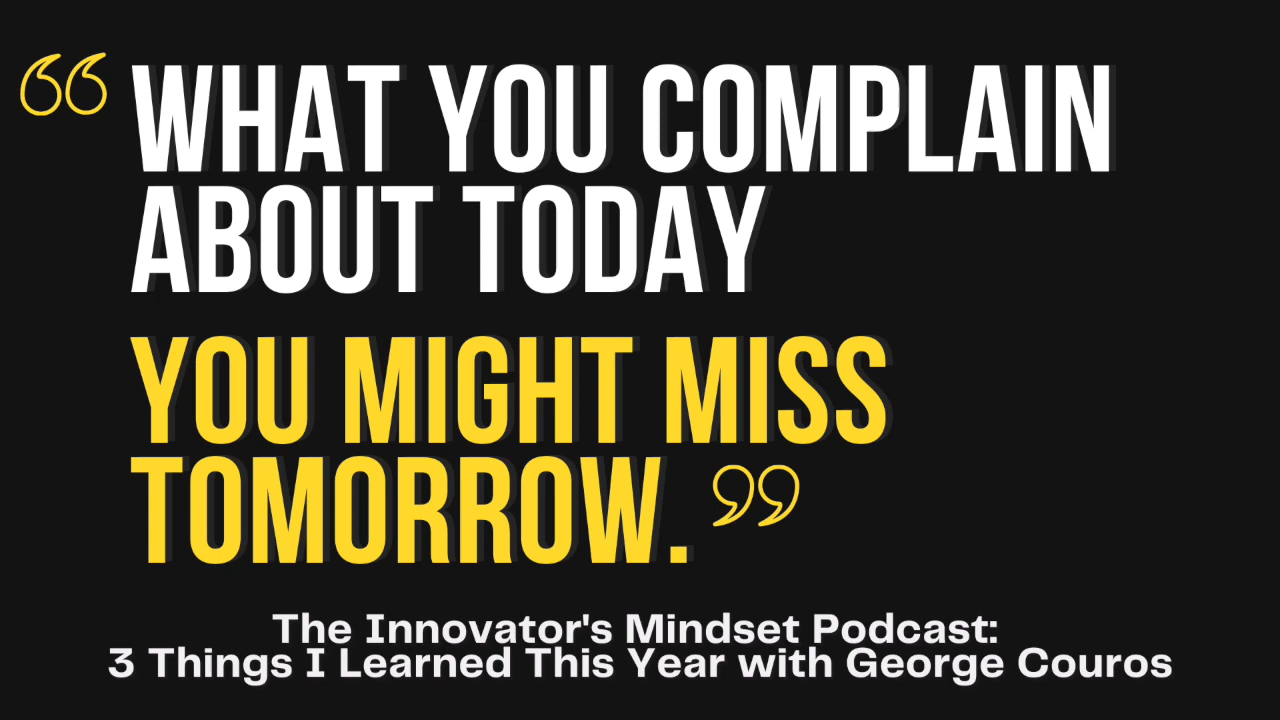 “WHAT YOU COMPLAIN
ABOUT TODAY
YOU MIGHT MISS
TOMORROW.”
The Innovator's Mindset Podcast:
3 Things I Learned This Year with George Couros